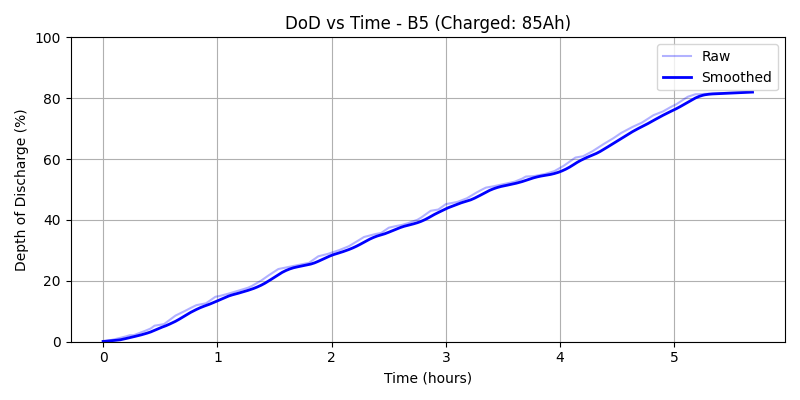 DoD vs Time - B5 (Charged: 85Ah)
Raw
Smoothed
Depth of Discharge (%)
100
80
60
40
20
0
0 1 2 3 4 5
Time (hours)